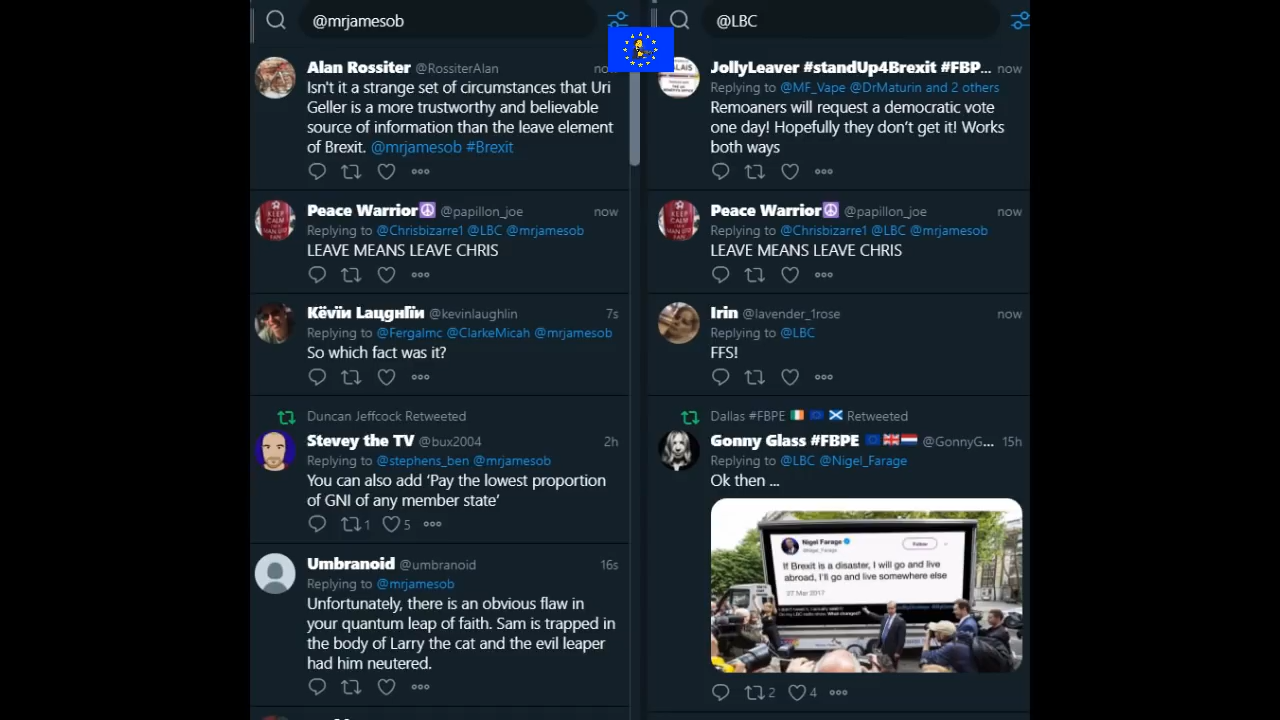 @mrjamesob
Alan Rossiter @RossiterAlan now
Isn't it a strange set of circumstances that Uri
Geller is a more trustworthy and believable
source of information than the leave element
of Brexit. @mrjamesob #Brexit
Peace Warrior @papillon_joe now
Replying to @Chrisbizarre1 @LBC @mrjamesob
LEAVE MEANS LEAVE CHRIS
Këvïи Lacgнlїи @kevinlaughlin 7s
Replying to @Fergalmc @ClarkeMicah @mrjamesob
So which fact was it?
Duncan Jeffcock Retweeted
Stevey the TV @bux2004 2h
Replying to @stephens_ben @mrjamesob
You can also add ‘Pay the lowest proportion
of GNI of any member state’
1 5
Umbranoid @umbranoid 16s
Replying to @mrjamesob
Unfortunately, there is an obvious flaw in
your quantum leap of faith. Sam is trapped in
the body of Larry the cat and the evil leaper
had him neutered.
@LBC
JollyLeaver #standUp4Brexit #FBP... now
Replying to @MF_Vape @DrMaturin and 2 others
Remoaners will request a democratic vote
one day! Hopefully they don’t get it! Works
both ways
Peace Warrior @papillon_joe now
Replying to @Chrisbizarre1 @LBC @mrjamesob
LEAVE MEANS LEAVE CHRIS
Irin @lavender_1rose now
Replying to @LBC
FFS!
Dallas #FBPE Retweeted
Gonny Glass #FBPE @GonnyG... 15h
Replying to @LBC @Nigel_Farage
Ok then ...
Nigel Farage
@Nigel_Farage
Follow
If Brexit is a disaster, I will go and live
abroad, I'll go and live somewhere else
27 Mar 2017
2 4